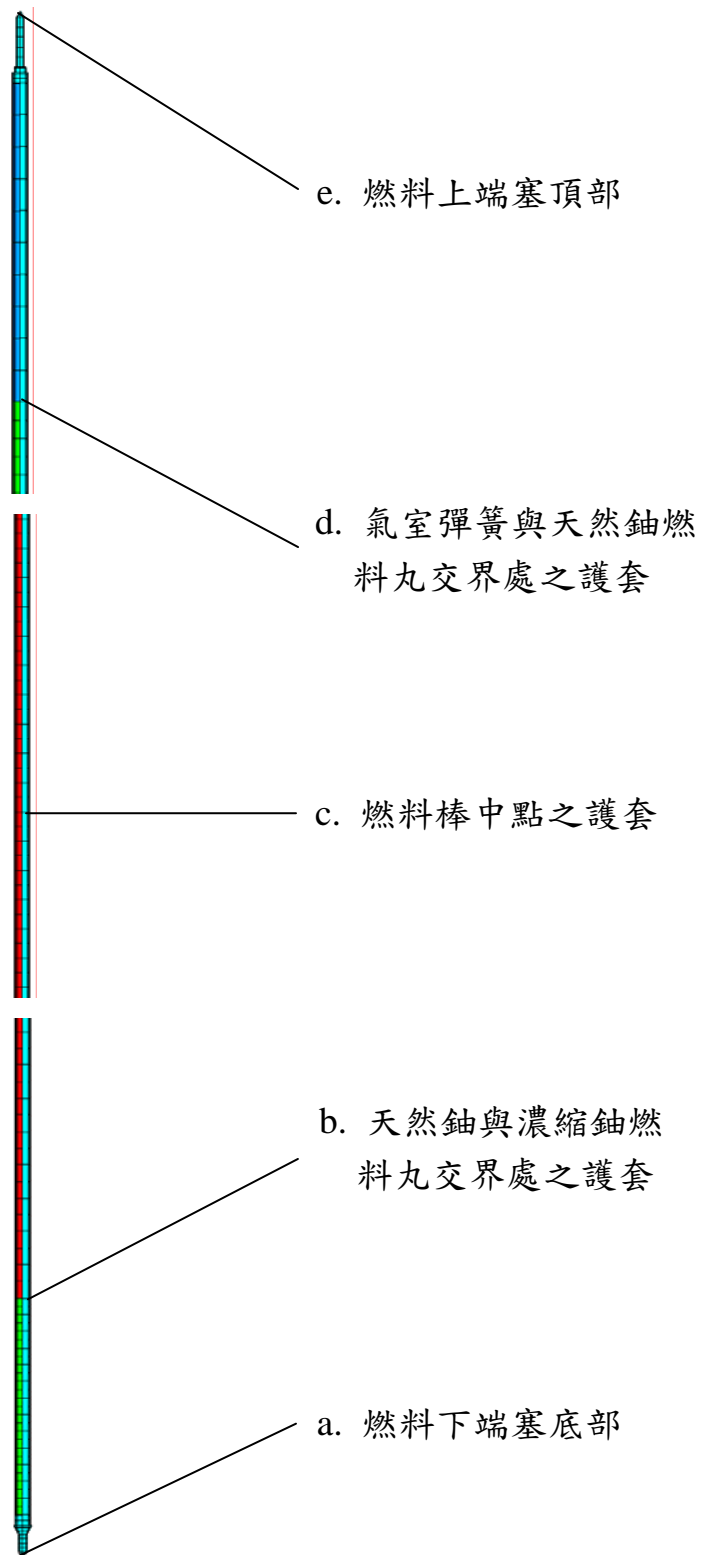 e. 燃料上端塞頂部
d. 氣室彈簧與天然鈾燃
料丸交界處之護套
c. 燃料棒中點之護套
b. 天然鈾與濃縮鈾燃
料丸交界處之護套
a. 燃料下端塞底部